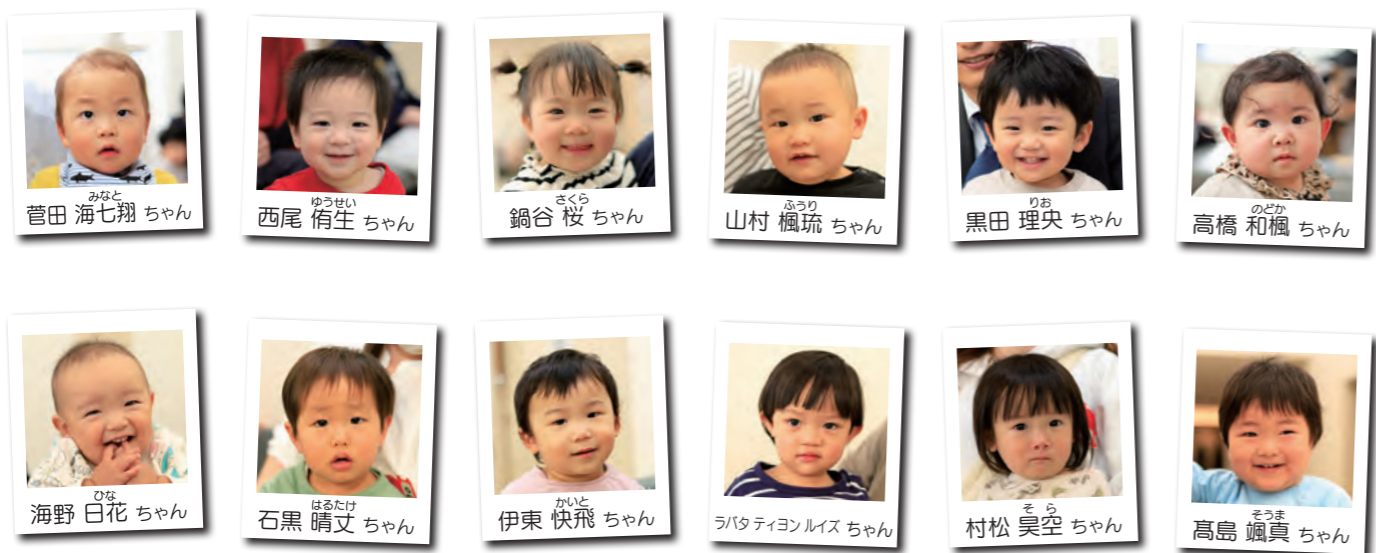 みなと
菅田 海七翔 ちゃん
ゆうせい
西尾 侑生 ちゃん
さくら
鍋谷 桜 ちゃん
ふうり
山村 楓琉 ちゃん
りお
黒田 理央 ちゃん
のどか
高橋 和楓 ちゃん
ひな
海野 日花 ちゃん
はるたけ
石黒 晴丈 ちゃん
かいと
伊東 快飛 ちゃん
ラバタ ティヨン ルイズ ちゃん
そら
村松 昊空 ちゃん
そうま
髙島 颯真 ちゃん